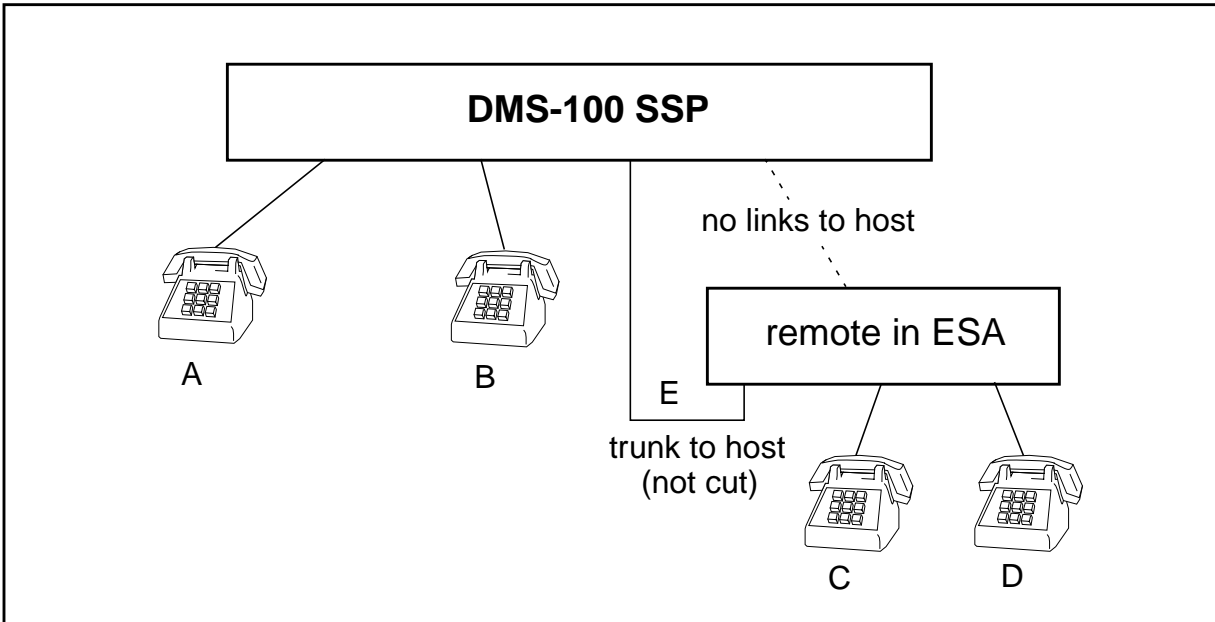 DMS-100 SSP
no links to host
remote in ESA
A
B
E
trunk to host
(not cut)
C
D